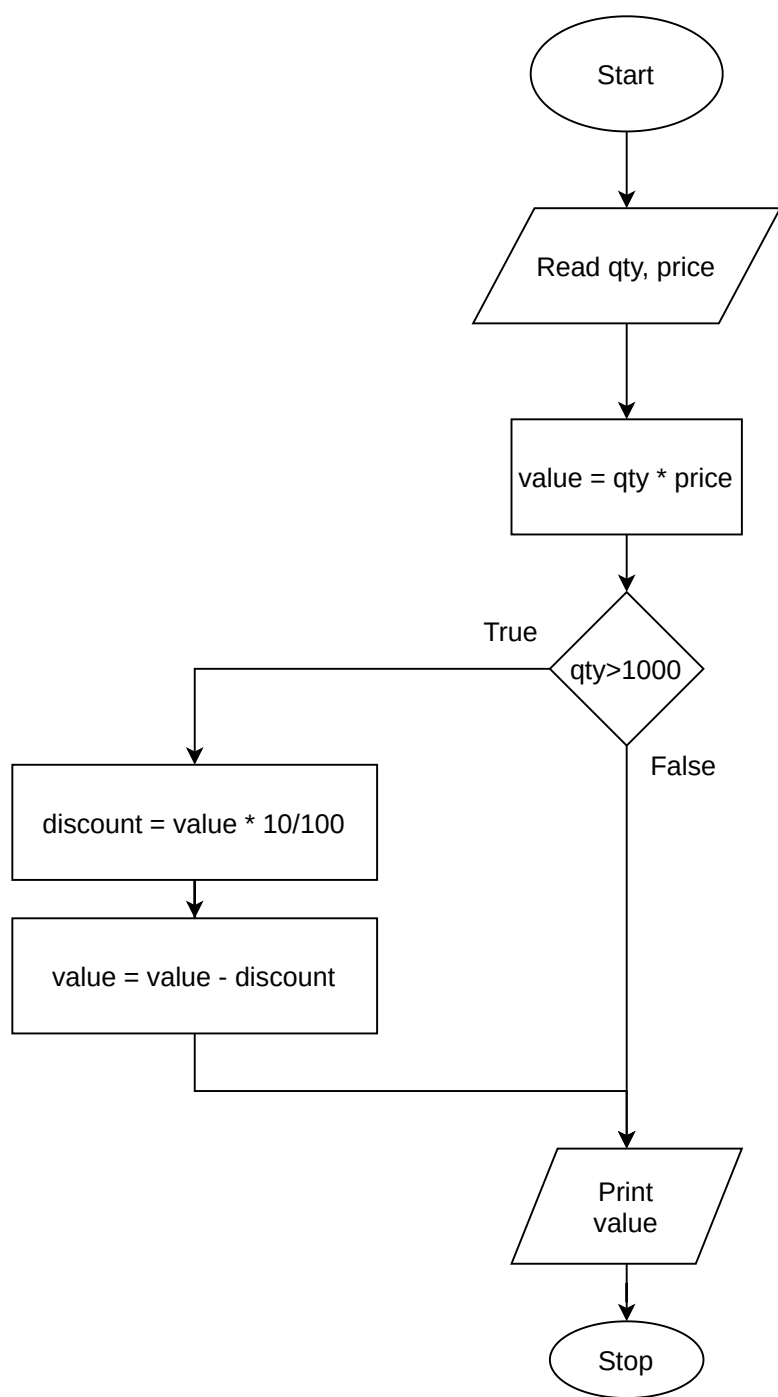 Start
Read qty, price
value = qty * price
True
qty>1000
False
discount = value * 10/100
value = value - discount
Print
value
Stop